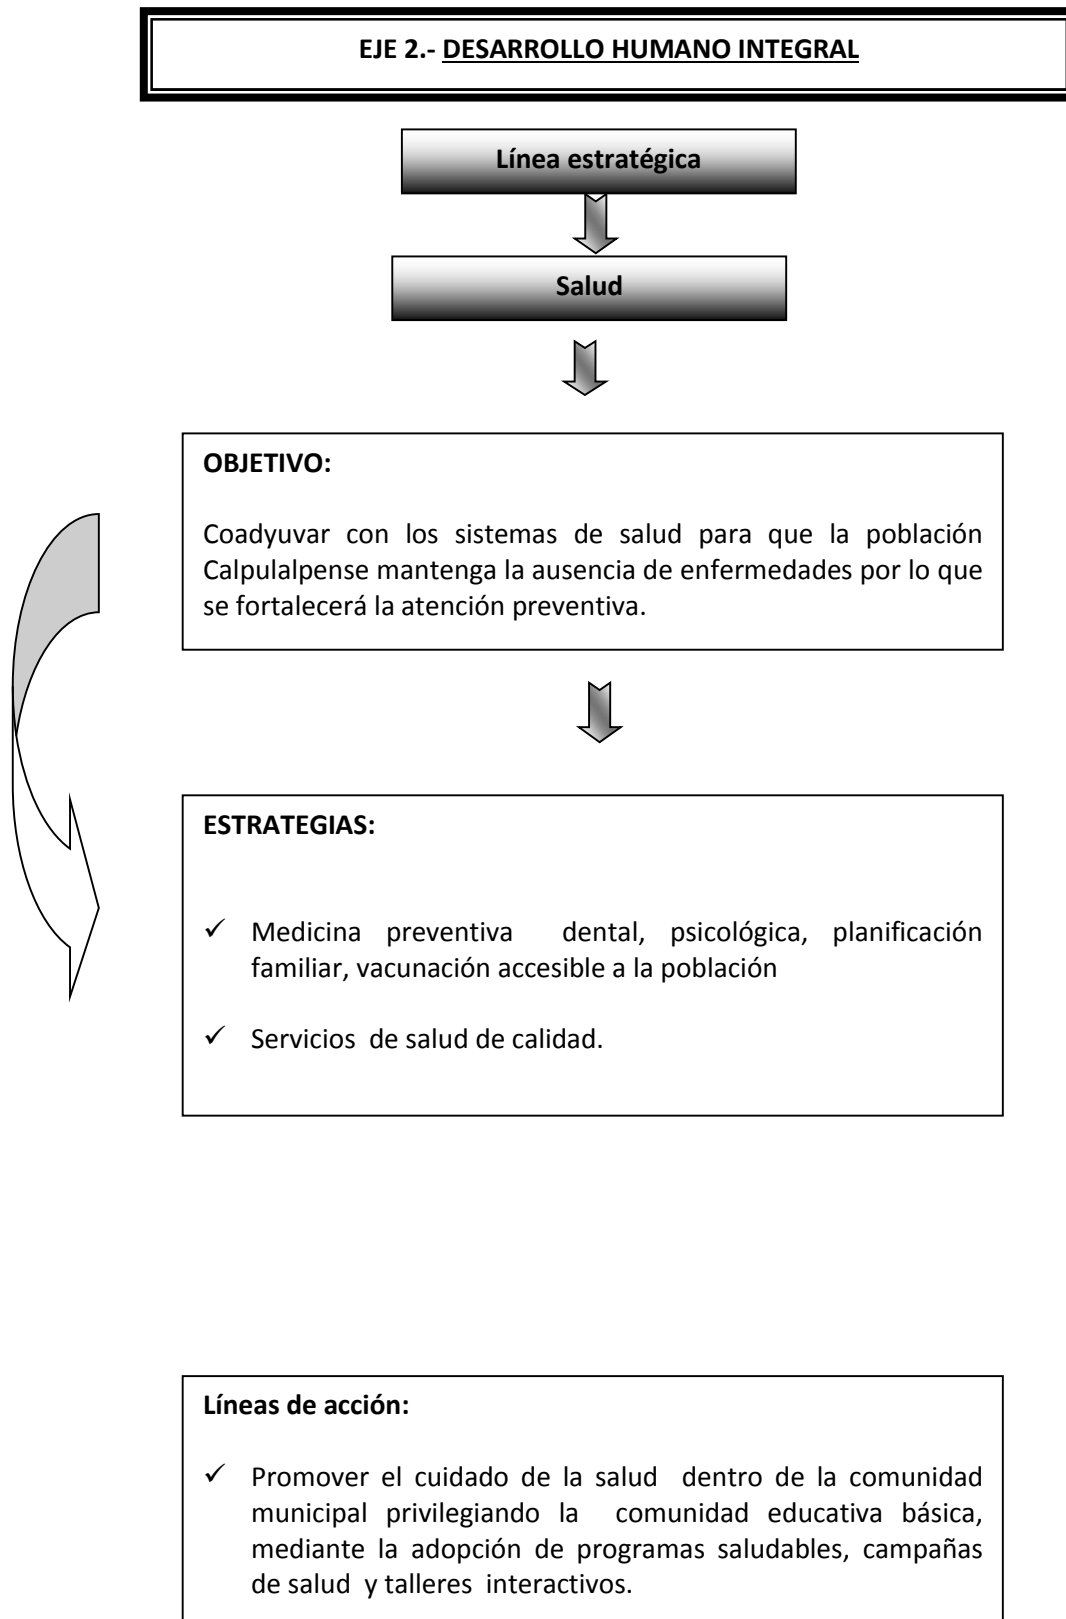 EJE 2.- DESARROLLO HUMANO INTEGRAL
Línea estratégica
Salud
OBJETIVO:
Coadyuvar con los sistemas de salud para que la población
Calpulalpense mantenga la ausencia de enfermedades por lo que
se fortalecerá la atención preventiva.
ESTRATEGIAS:
✓ Medicina preventiva dental, psicológica, planificación
familiar, vacunación accesible a la población
✓ Servicios de salud de calidad.
Líneas de acción:
✓ Promover el cuidado de la salud dentro de la comunidad
municipal privilegiando la comunidad educativa básica,
mediante la adopción de programas saludables, campañas
de salud y talleres interactivos.